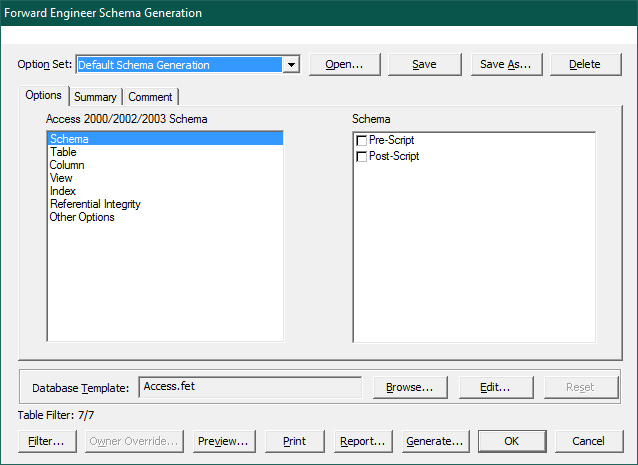 Forward Engineer Schema Generation
Option Set: Default Schema Generation Open... Save Save As... Delete
Options Summary Comment
Access 2000/2002/2003 Schema Schema
Schema Pre-Script
Table Post-Script
Column
View
Index
Referential Integrity
Other Options
Database Template: Access.fet Browse... Edit... Reset
Table Filter: 7/7
Filter... Owner Override... Preview... Print Report... Generate... OK Cancel